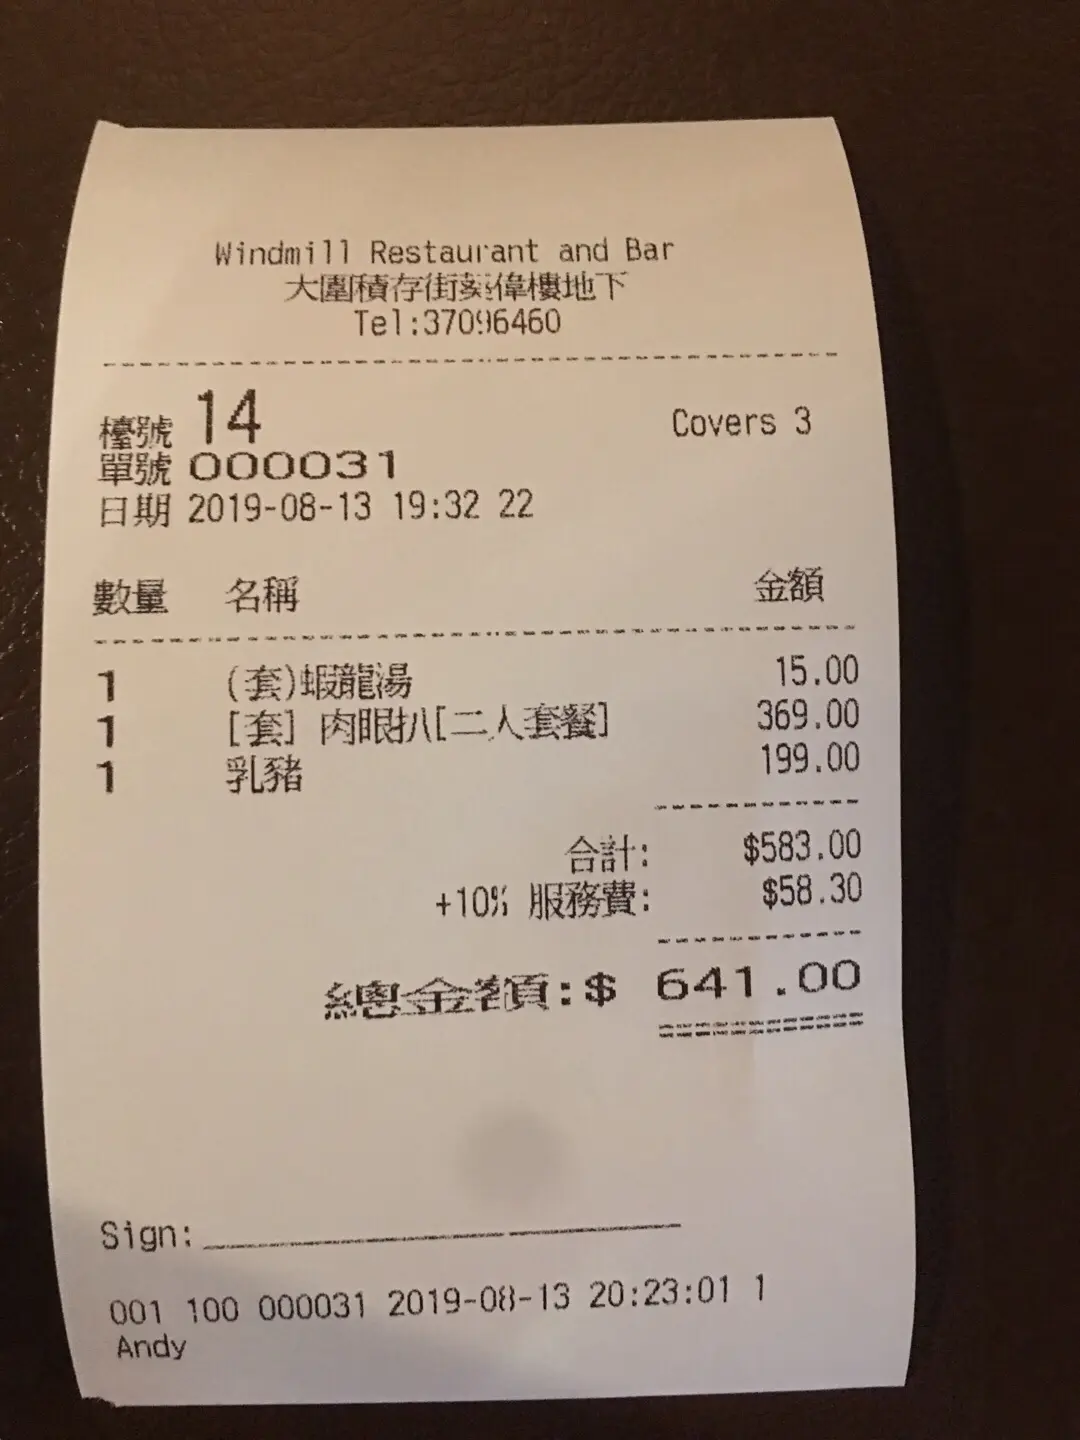 Windmill Restaurant and Bar
大圍積存街葵偉樓地下
Tel:37096460
檯號 14 Covers 3
單號 000031
日期 2019-08-13 19:32 22
數量 名稱 金額
1 (套)蝦龍湯 15.00
1 [套] 肉眼扒[二人套餐] 369.00
1 乳豬 199.00
合計: $583.00
+10% 服務費: $58.30
總金額:$ 641.00
Sign:
001 100 000031 2019-08-13 20:23:01 1
Andy